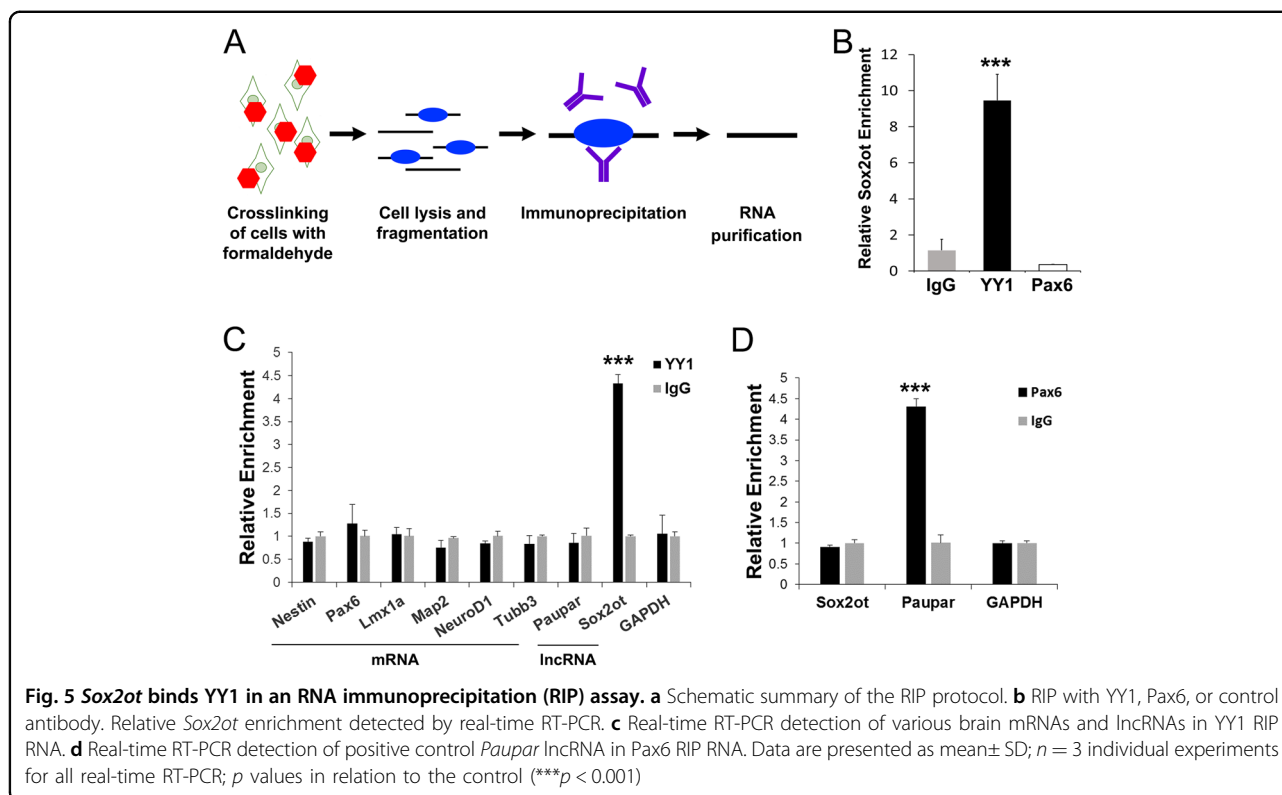 A
Crosslinking
of cells with
formaldehyde
Cell lysis and
fragmentation
Immunoprecipitation
RNA
purification
B
Relative Sox2ot Enrichment
12
10
8
6
4
2
0
***
IgG
YY1
Pax6
C
Relative Enrichment
5
4.5
4
3.5
3
2.5
2
1.5
1
0.5
0
***
YY1
IgG
Nestin
Pax6
Lmx1a
Map2
NeuroD1
Tubb3
Paupar
Sox2ot
GAPDH
mRNA
lncRNA
D
Relative Enrichment
5
4.5
4
3.5
3
2.5
2
1.5
1
0.5
0
***
Pax6
IgG
Sox2ot
Paupar
GAPDH
Fig. 5 Sox2ot binds YY1 in an RNA immunoprecipitation (RIP) assay. a Schematic summary of the RIP protocol. b RIP with YY1, Pax6, or control
antibody. Relative Sox2ot enrichment detected by real-time RT-PCR. c Real-time RT-PCR detection of various brain mRNAs and lncRNAs in YY1 RIP
RNA. d Real-time RT-PCR detection of positive control Paupar lncRNA in Pax6 RIP RNA. Data are presented as mean± SD; n = 3 individual experiments
for all real-time RT-PCR; p values in relation to the control (***p < 0.001)